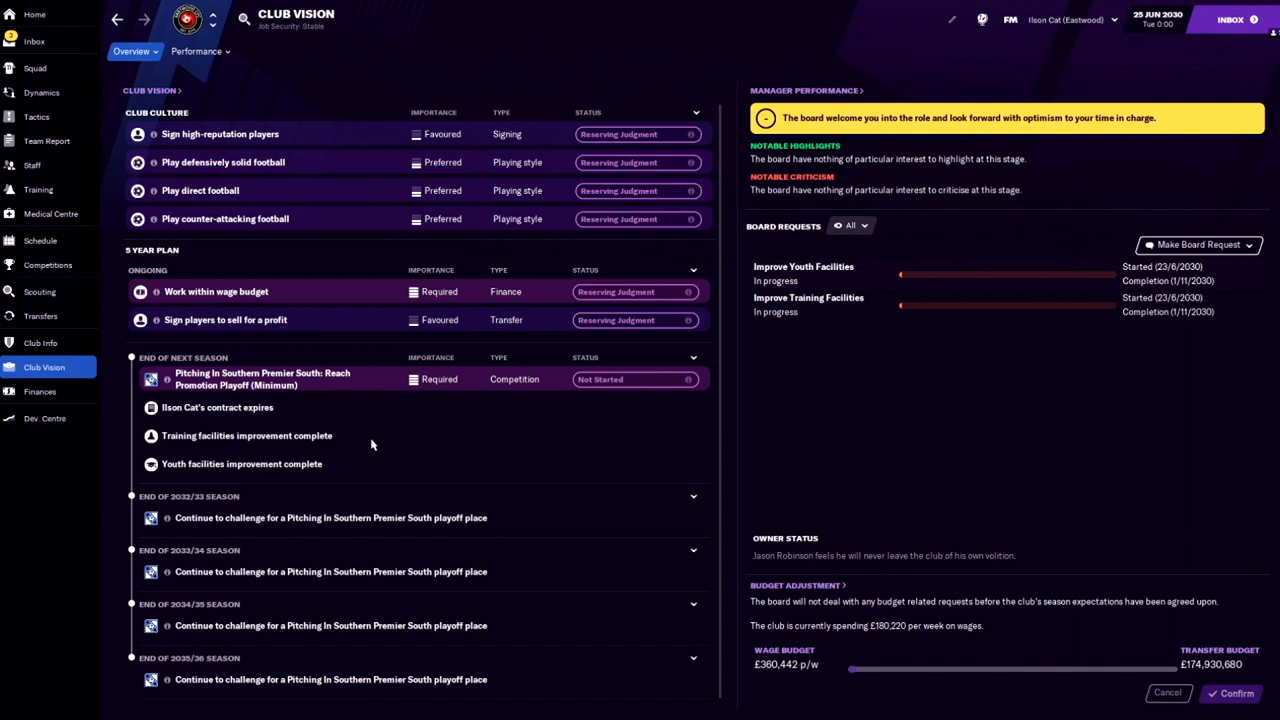 Home
3
Inbox
Squad
Dynamics
Tactics
Team Report
Staff
Training
Medical Centre
Schedule
Competitions
Scouting
Transfers
Club Info
Club Vision
Finances
Dev. Centre
CLUB VISION
Job Security: Stable
FM
Ilson Cat (Eastwood)
25 JUN 2030
Tue 0:00
INBOX
Overview
Performance
CLUB VISION >
CLUB CULTURE IMPORTANCE TYPE STATUS
Sign high-reputation players Favoured Signing Reserving Judgment
Play defensively solid football Preferred Playing style Reserving Judgment
Play direct football Preferred Playing style Reserving Judgment
Play counter-attacking football Preferred Playing style Reserving Judgment
5 YEAR PLAN
ONGOING IMPORTANCE TYPE STATUS
Work within wage budget Required Finance Reserving Judgment
Sign players to sell for a profit Favoured Transfer Reserving Judgment
END OF NEXT SEASON IMPORTANCE TYPE STATUS
Pitching In Southern Premier South: Reach
Promotion Playoff (Minimum) Required Competition Not Started
Ilson Cat's contract expires
Training facilities improvement complete
Youth facilities improvement complete
END OF 2032/33 SEASON
Continue to challenge for a Pitching In Southern Premier South playoff place
END OF 2033/34 SEASON
Continue to challenge for a Pitching In Southern Premier South playoff place
END OF 2034/35 SEASON
Continue to challenge for a Pitching In Southern Premier South playoff place
END OF 2035/36 SEASON
Continue to challenge for a Pitching In Southern Premier South playoff place
MANAGER PERFORMANCE >
The board welcome you into the role and look forward with optimism to your time in charge.
NOTABLE HIGHLIGHTS
The board have nothing of particular interest to highlight at this stage.
NOTABLE CRITICISM
The board have nothing of particular interest to criticise at this stage.
BOARD REQUESTS All
Make Board Request
Improve Youth Facilities Started (23/6/2030)
In progress Completion (1/11/2030)
Improve Training Facilities Started (23/6/2030)
In progress Completion (1/11/2030)
OWNER STATUS
Jason Robinson feels he will never leave the club of his own volition.
BUDGET ADJUSTMENT >
The board will not deal with any budget related requests before the club's season expectations have been agreed upon.
The club is currently spending £180,220 per week on wages.
WAGE BUDGET TRANSFER BUDGET
£360,442 p/w £174,930,680
Cancel Confirm